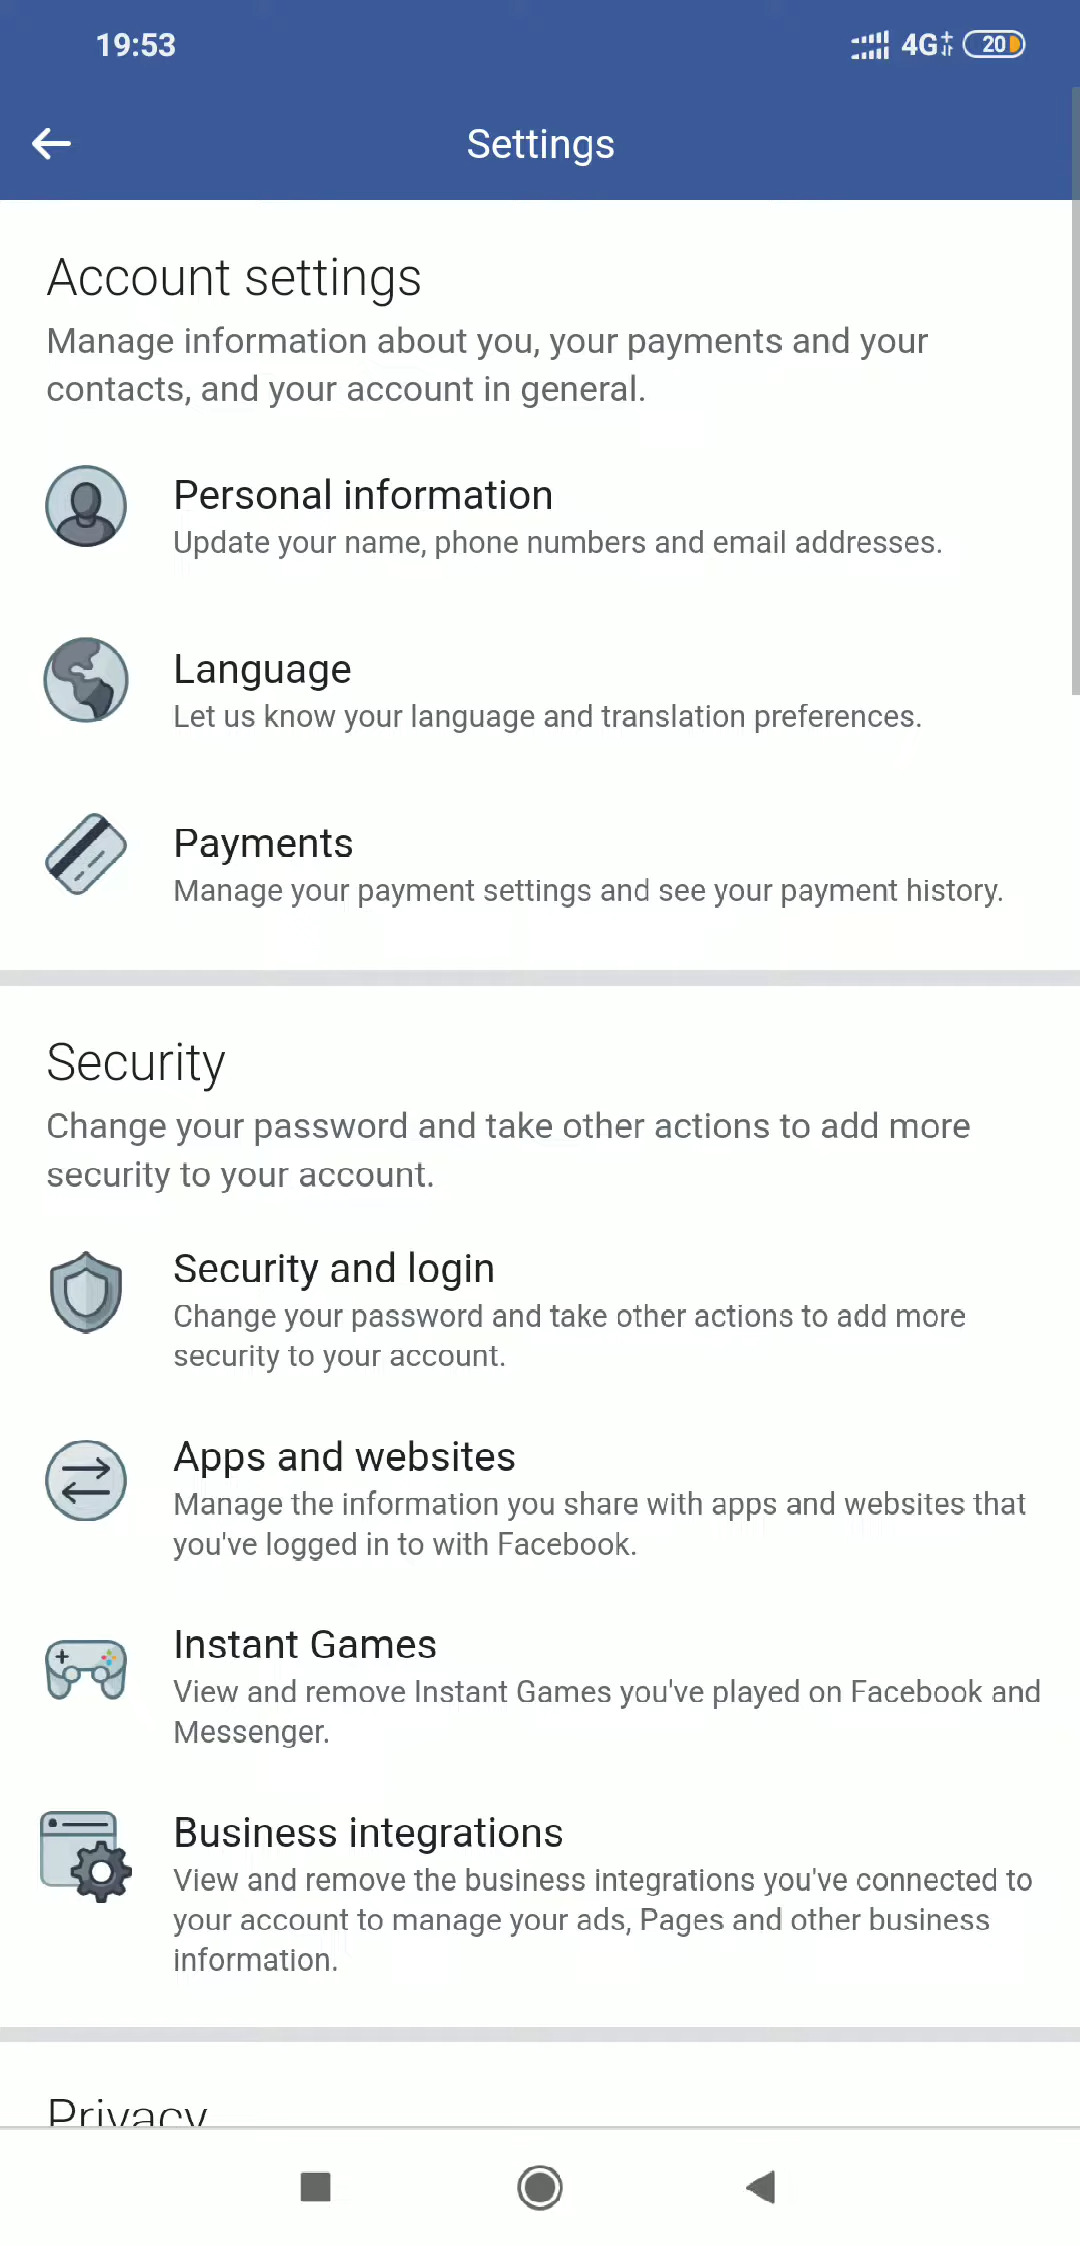 19:53
4G+ 20
Settings
Account settings
Manage information about you, your payments and your
contacts, and your account in general.
Personal information
Update your name, phone numbers and email addresses.
Language
Let us know your language and translation preferences.
Payments
Manage your payment settings and see your payment history.
Security
Change your password and take other actions to add more
security to your account.
Security and login
Change your password and take other actions to add more
security to your account.
Apps and websites
Manage the information you share with apps and websites that
you've logged in to with Facebook.
Instant Games
View and remove Instant Games you've played on Facebook and
Messenger.
Business integrations
View and remove the business integrations you've connected to
your account to manage your ads, Pages and other business
information.
Privacy